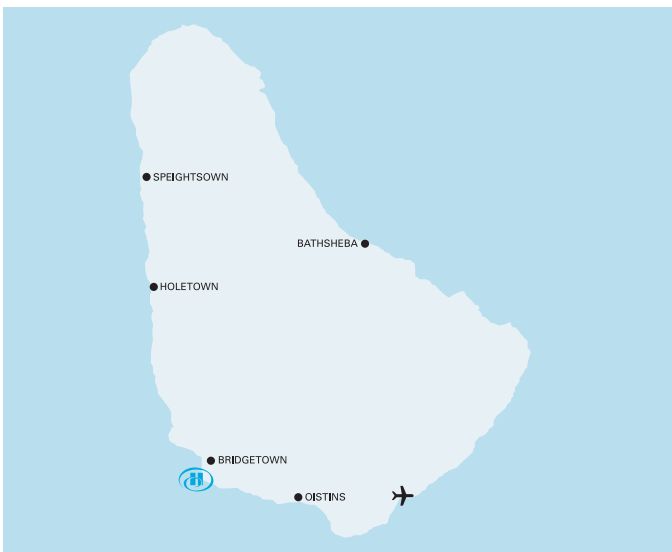 SPEIGHTSOWN
BATHSHEBA
HOLETOWN
BRIDGETOWN
H
OISTINS